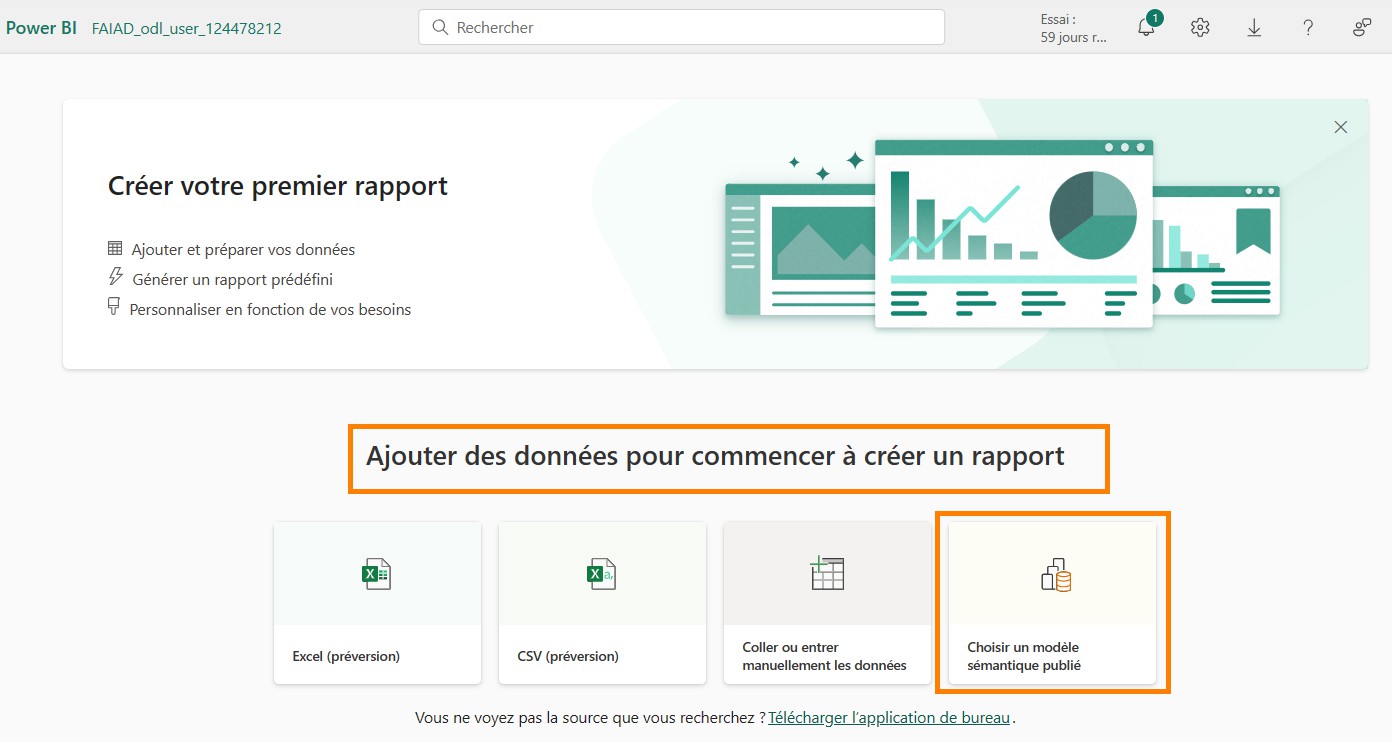 Power BI FAIAD_odl_user_124478212
Rechercher
Essai :
59 jours r...
1
Créer votre premier rapport
Ajouter et préparer vos données
Générer un rapport prédéfini
Personnaliser en fonction de vos besoins
Ajouter des données pour commencer à créer un rapport
Excel (préversion)
CSV (préversion)
Coller ou entrer
manuellement les données
Choisir un modèle
sémantique publié
Vous ne voyez pas la source que vous recherchez ? Télécharger l'application de bureau.